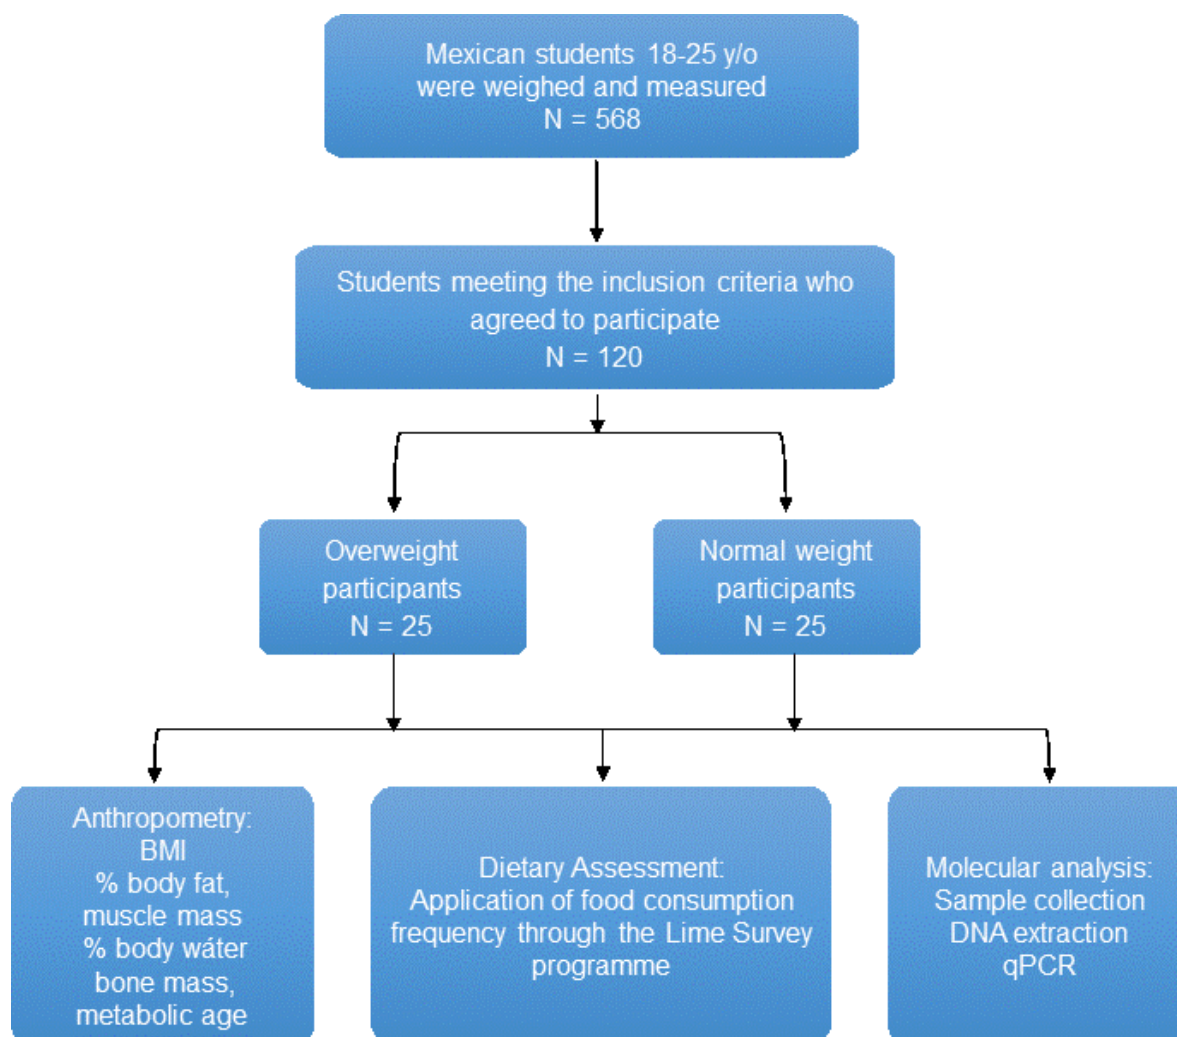 Mexican students 18-25 y/o
were weighed and measured
N = 568
Students meeting the inclusion criteria who
agreed to participate
N = 120
Overweight
participants
N = 25
Normal weight
participants
N = 25
Anthropometry:
BMI
% body fat,
muscle mass
% body wáter
bone mass,
metabolic age
Dietary Assessment:
Application of food consumption
frequency through the Lime Survey
programme
Molecular analysis:
Sample collection
DNA extraction
qPCR